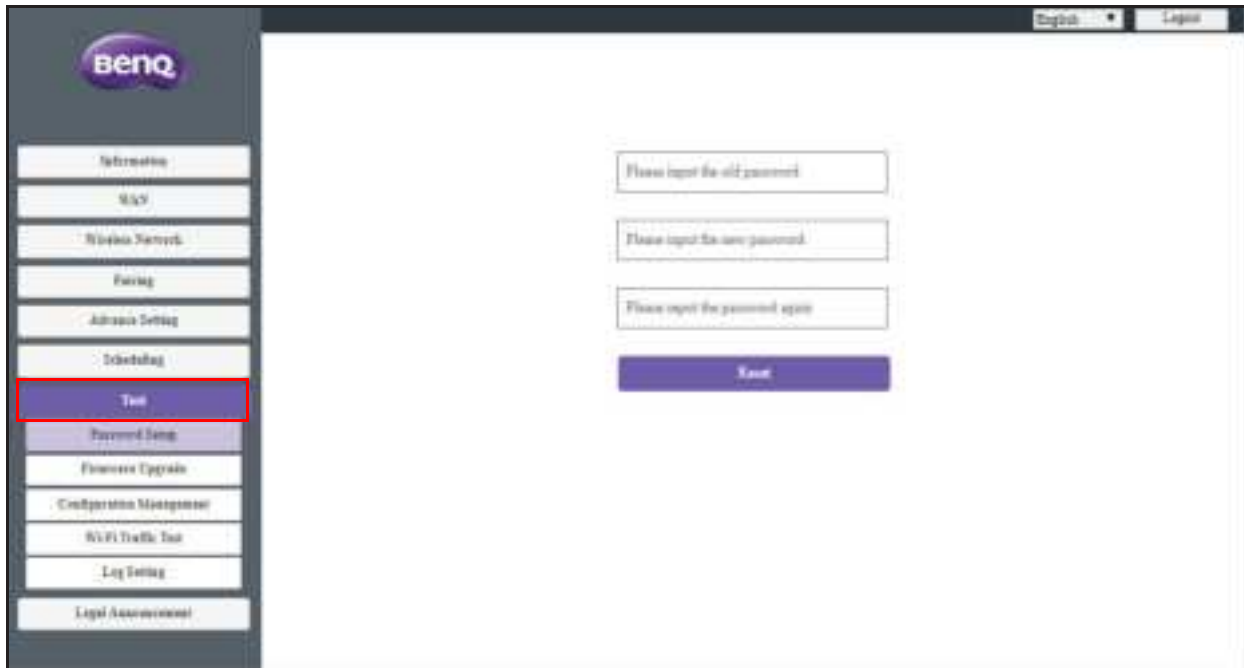 English
Logout
BenQ
Information
WAN
Wireless Network
Pairing
Advance Setting
Scheduling
Password Setup
Firmware Upgrade
Configuration Management
Wi-Fi Traffic Test
Log Setting
Legal Announcement
Please input the old password
Please input the new password
Please input the password again
Reset